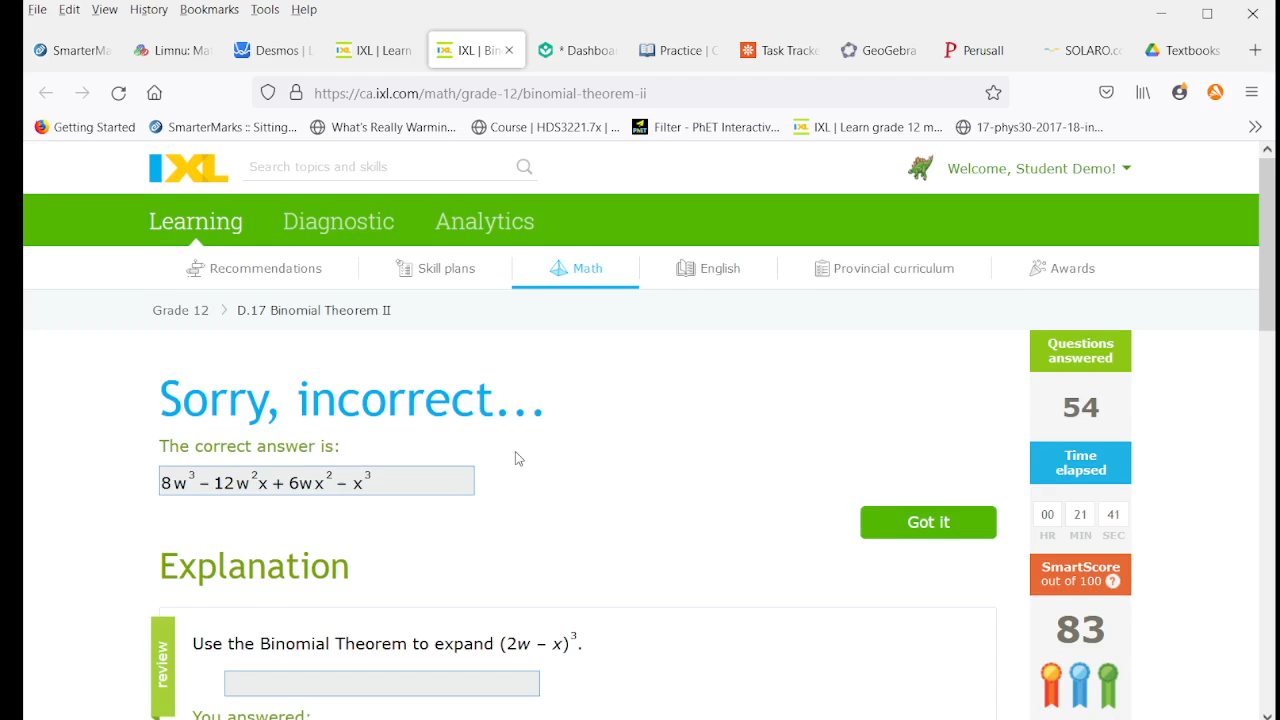 File Edit View History Bookmarks Tools Help
SmarterMa Limnu: Ma Desmos | L IXL | Learn IXL | Bin * Dashboa Practice | C Task Tracke GeoGebra Perusall SOLARO.c Textbooks
https://ca.ixl.com/math/grade-12/binomial-theorem-ii
Getting Started SmarterMarks :: Sitting... What's Really Warmin... Course | HDS3221.7x | ... Filter - PhET Interactiv... IXL | Learn grade 12 m... 17-phys30-2017-18-in...
IXL Search topics and skills Welcome, Student Demo!
Learning Diagnostic Analytics
Recommendations Skill plans Math English Provincial curriculum Awards
Grade 12 > D.17 Binomial Theorem II
Questions answered
54
Sorry, incorrect...
The correct answer is:
8w³ – 12w²x + 6wx² – x³
Time elapsed
00 21 41
HR MIN SEC
Got it
Explanation
SmartScore
out of 100 ?
83
review
Use the Binomial Theorem to expand (2w – x)³.
You answered: